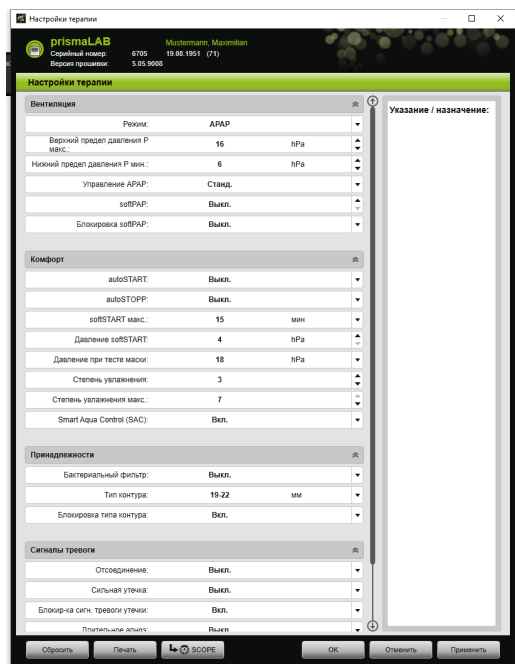 Настройки терапии
prismaLAB Mustermann, Maximilian
Серийный номер: 6705 19.08.1951 (71)
Версия прошивки: 5.05.9008
Настройки терапии
Вентиляция
Режим: APAP
Верхний предел давления P макс.: 16 hPa
Нижний предел давления P мин.: 6 hPa
Управление APAP: Станд.
softPAP: Выкл.
Блокировка softPAP: Выкл.
Комфорт
autoSTART: Выкл.
autoSTOPP: Выкл.
softSTART макс.: 15 мин
Давление softSTART: 4 hPa
Давление при тесте маски: 18 hPa
Степень увлажнения: 3
Степень увлажнения макс.: 7
Smart Aqua Control (SAC): Вкл.
Принадлежности
Бактериальный фильтр: Выкл.
Тип контура: 19-22 мм
Блокировка типа контура: Вкл.
Сигналы тревоги
Отсоединение: Выкл.
Сильная утечка: Выкл.
Блокир-ка сигн. тревоги утечки: Вкл.
Длительное апноэ: Выкл
Указание / назначение:
Сбросить Печать SCOPE OK Отменить Применить